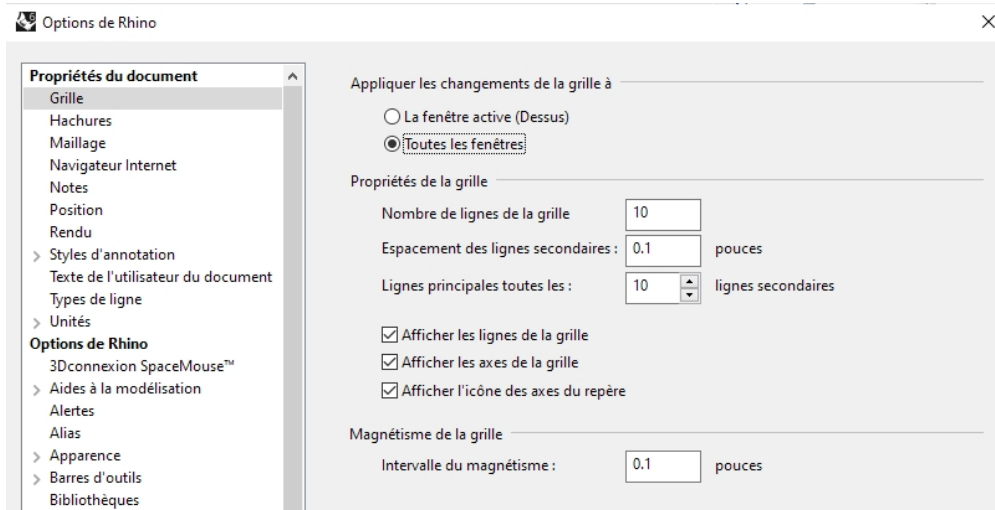 Options de Rhino
Propriétés du document
Grille
Hachures
Maillage
Navigateur Internet
Notes
Position
Rendu
Styles d'annotation
Texte de l'utilisateur du document
Types de ligne
Unités
Options de Rhino
3Dconnexion SpaceMouse™
Aides à la modélisation
Alertes
Alias
Apparence
Barres d'outils
Bibliothèques
Appliquer les changements de la grille à
La fenêtre active (Dessus)
Toutes les fenêtres
Propriétés de la grille
Nombre de lignes de la grille 10
Espacement des lignes secondaires : 0.1 pouces
Lignes principales toutes les : 10 lignes secondaires
Afficher les lignes de la grille
Afficher les axes de la grille
Afficher l'icône des axes du repère
Magnétisme de la grille
Intervalle du magnétisme : 0.1 pouces